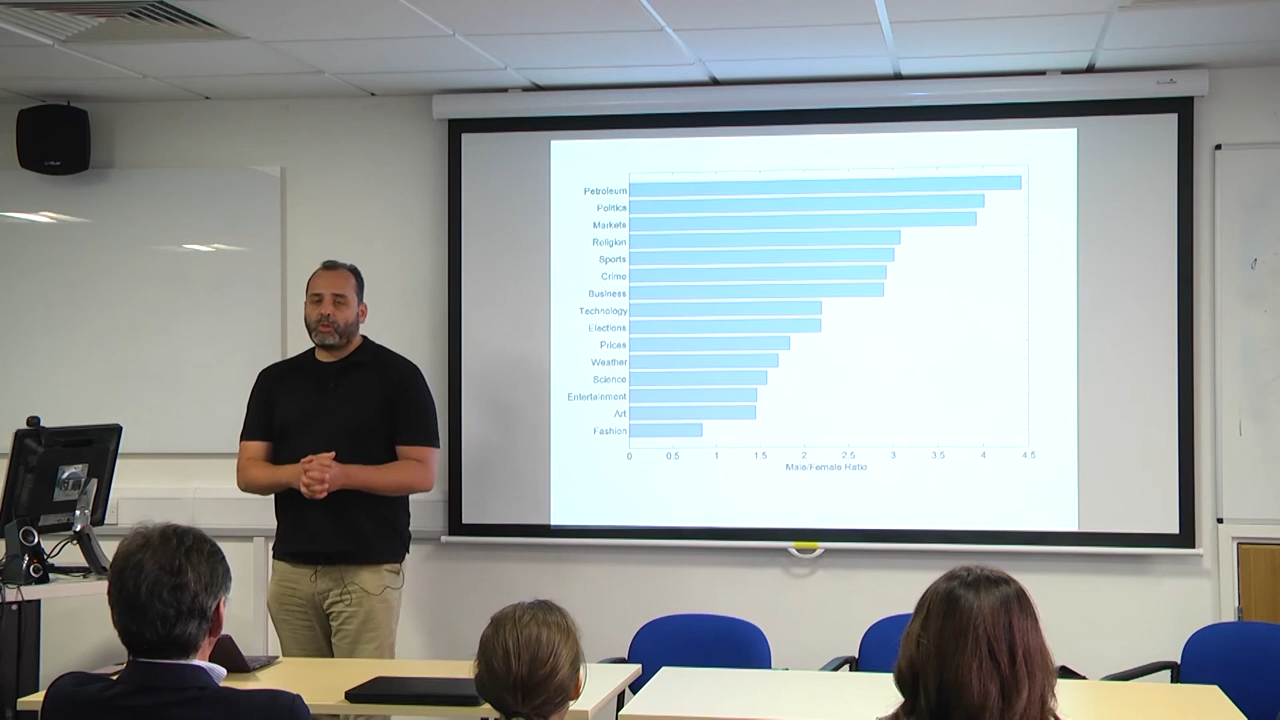 Petroleum
Politics
Markets
Religion
Sports
Crime
Business
Technology
Elections
Prices
Weather
Science
Entertainment
Art
Fashion
0 0.5 1 1.5 2 2.5 3 3.5 4 4.5
Male/Female Ratio